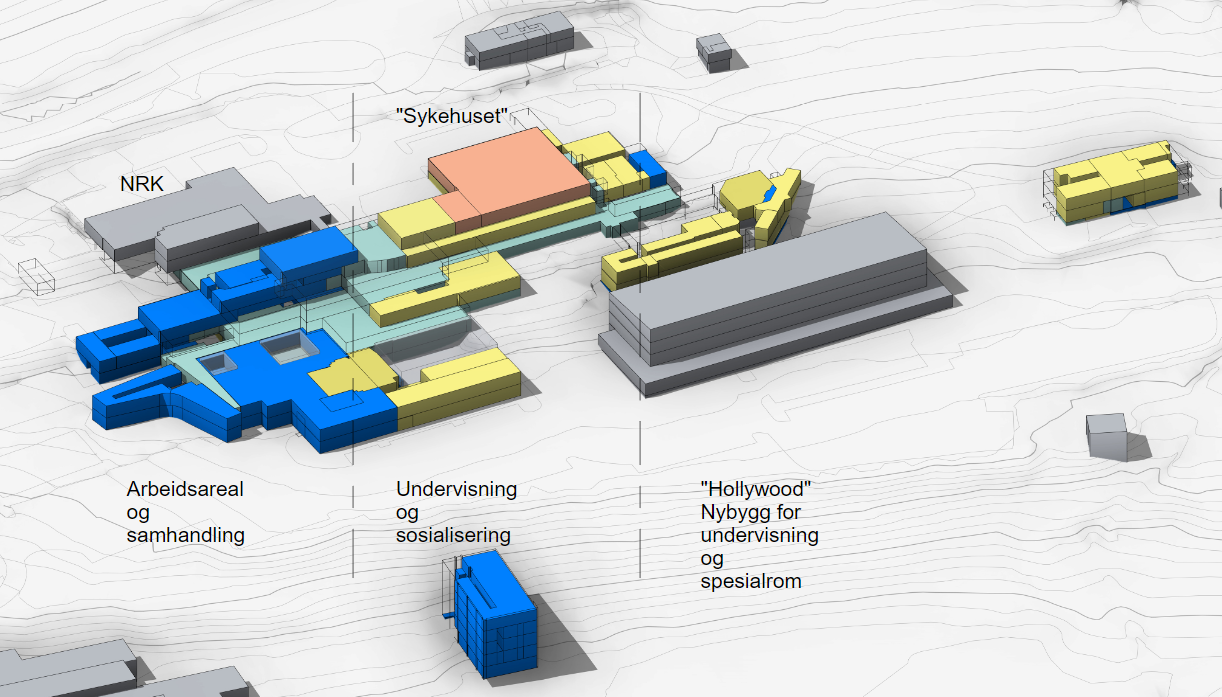 "Sykehuset"
NRK
Arbeidsareal
og
samhandling
Undervisning
og
sosialisering
"Hollywood"
Nybygg for
undervisning
og
spesialrom